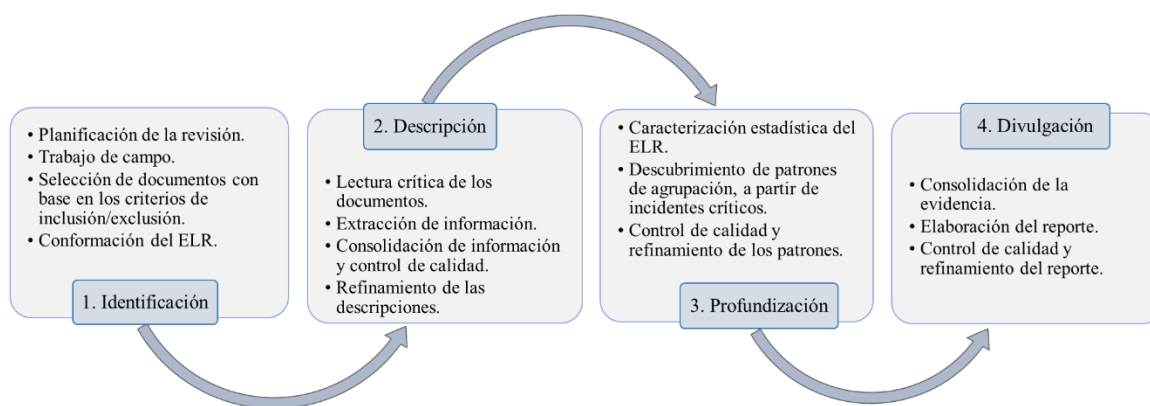 • Planificación de la revisión.
• Trabajo de campo.
• Selección de documentos con
base en los criterios de
inclusión/exclusión.
• Conformación del ELR.
1. Identificación
2. Descripción
• Lectura crítica de los
documentos.
• Extracción de información.
• Consolidación de información
y control de calidad.
• Refinamiento de las
descripciones.
• Caracterización estadística del
ELR.
• Descubrimiento de patrones
de agrupación, a partir de
incidentes críticos.
• Control de calidad y
refinamiento de los patrones.
3. Profundización
4. Divulgación
• Consolidación de la
evidencia.
• Elaboración del reporte.
• Control de calidad y
refinamiento del reporte.